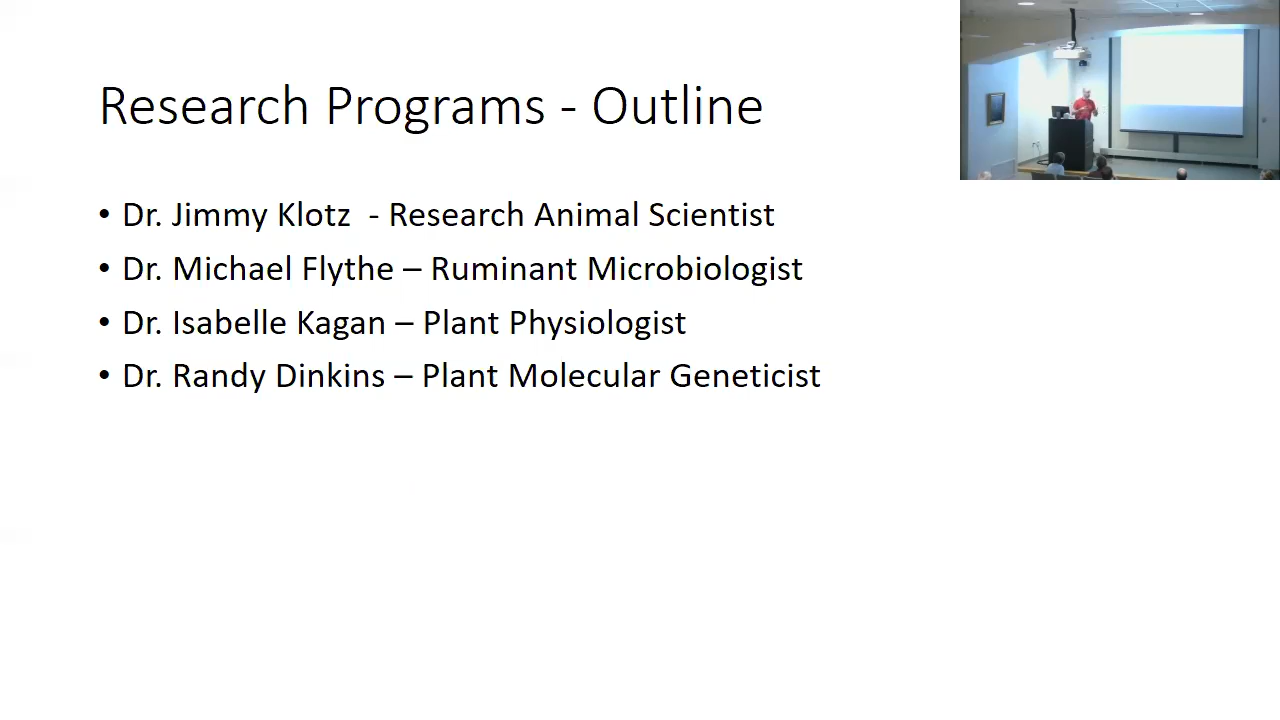 Research Programs - Outline
• Dr. Jimmy Klotz - Research Animal Scientist
• Dr. Michael Flythe – Ruminant Microbiologist
• Dr. Isabelle Kagan – Plant Physiologist
• Dr. Randy Dinkins – Plant Molecular Geneticist